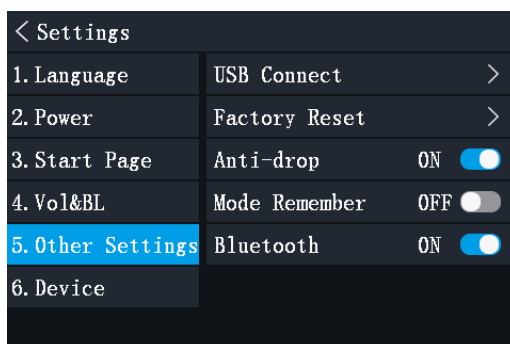 Settings
1. Language
USB Connect
2. Power
Factory Reset
3. Start Page
Anti-drop ON
4. Vol&BL
Mode Remember OFF
5. Other Settings
Bluetooth ON
6. Device